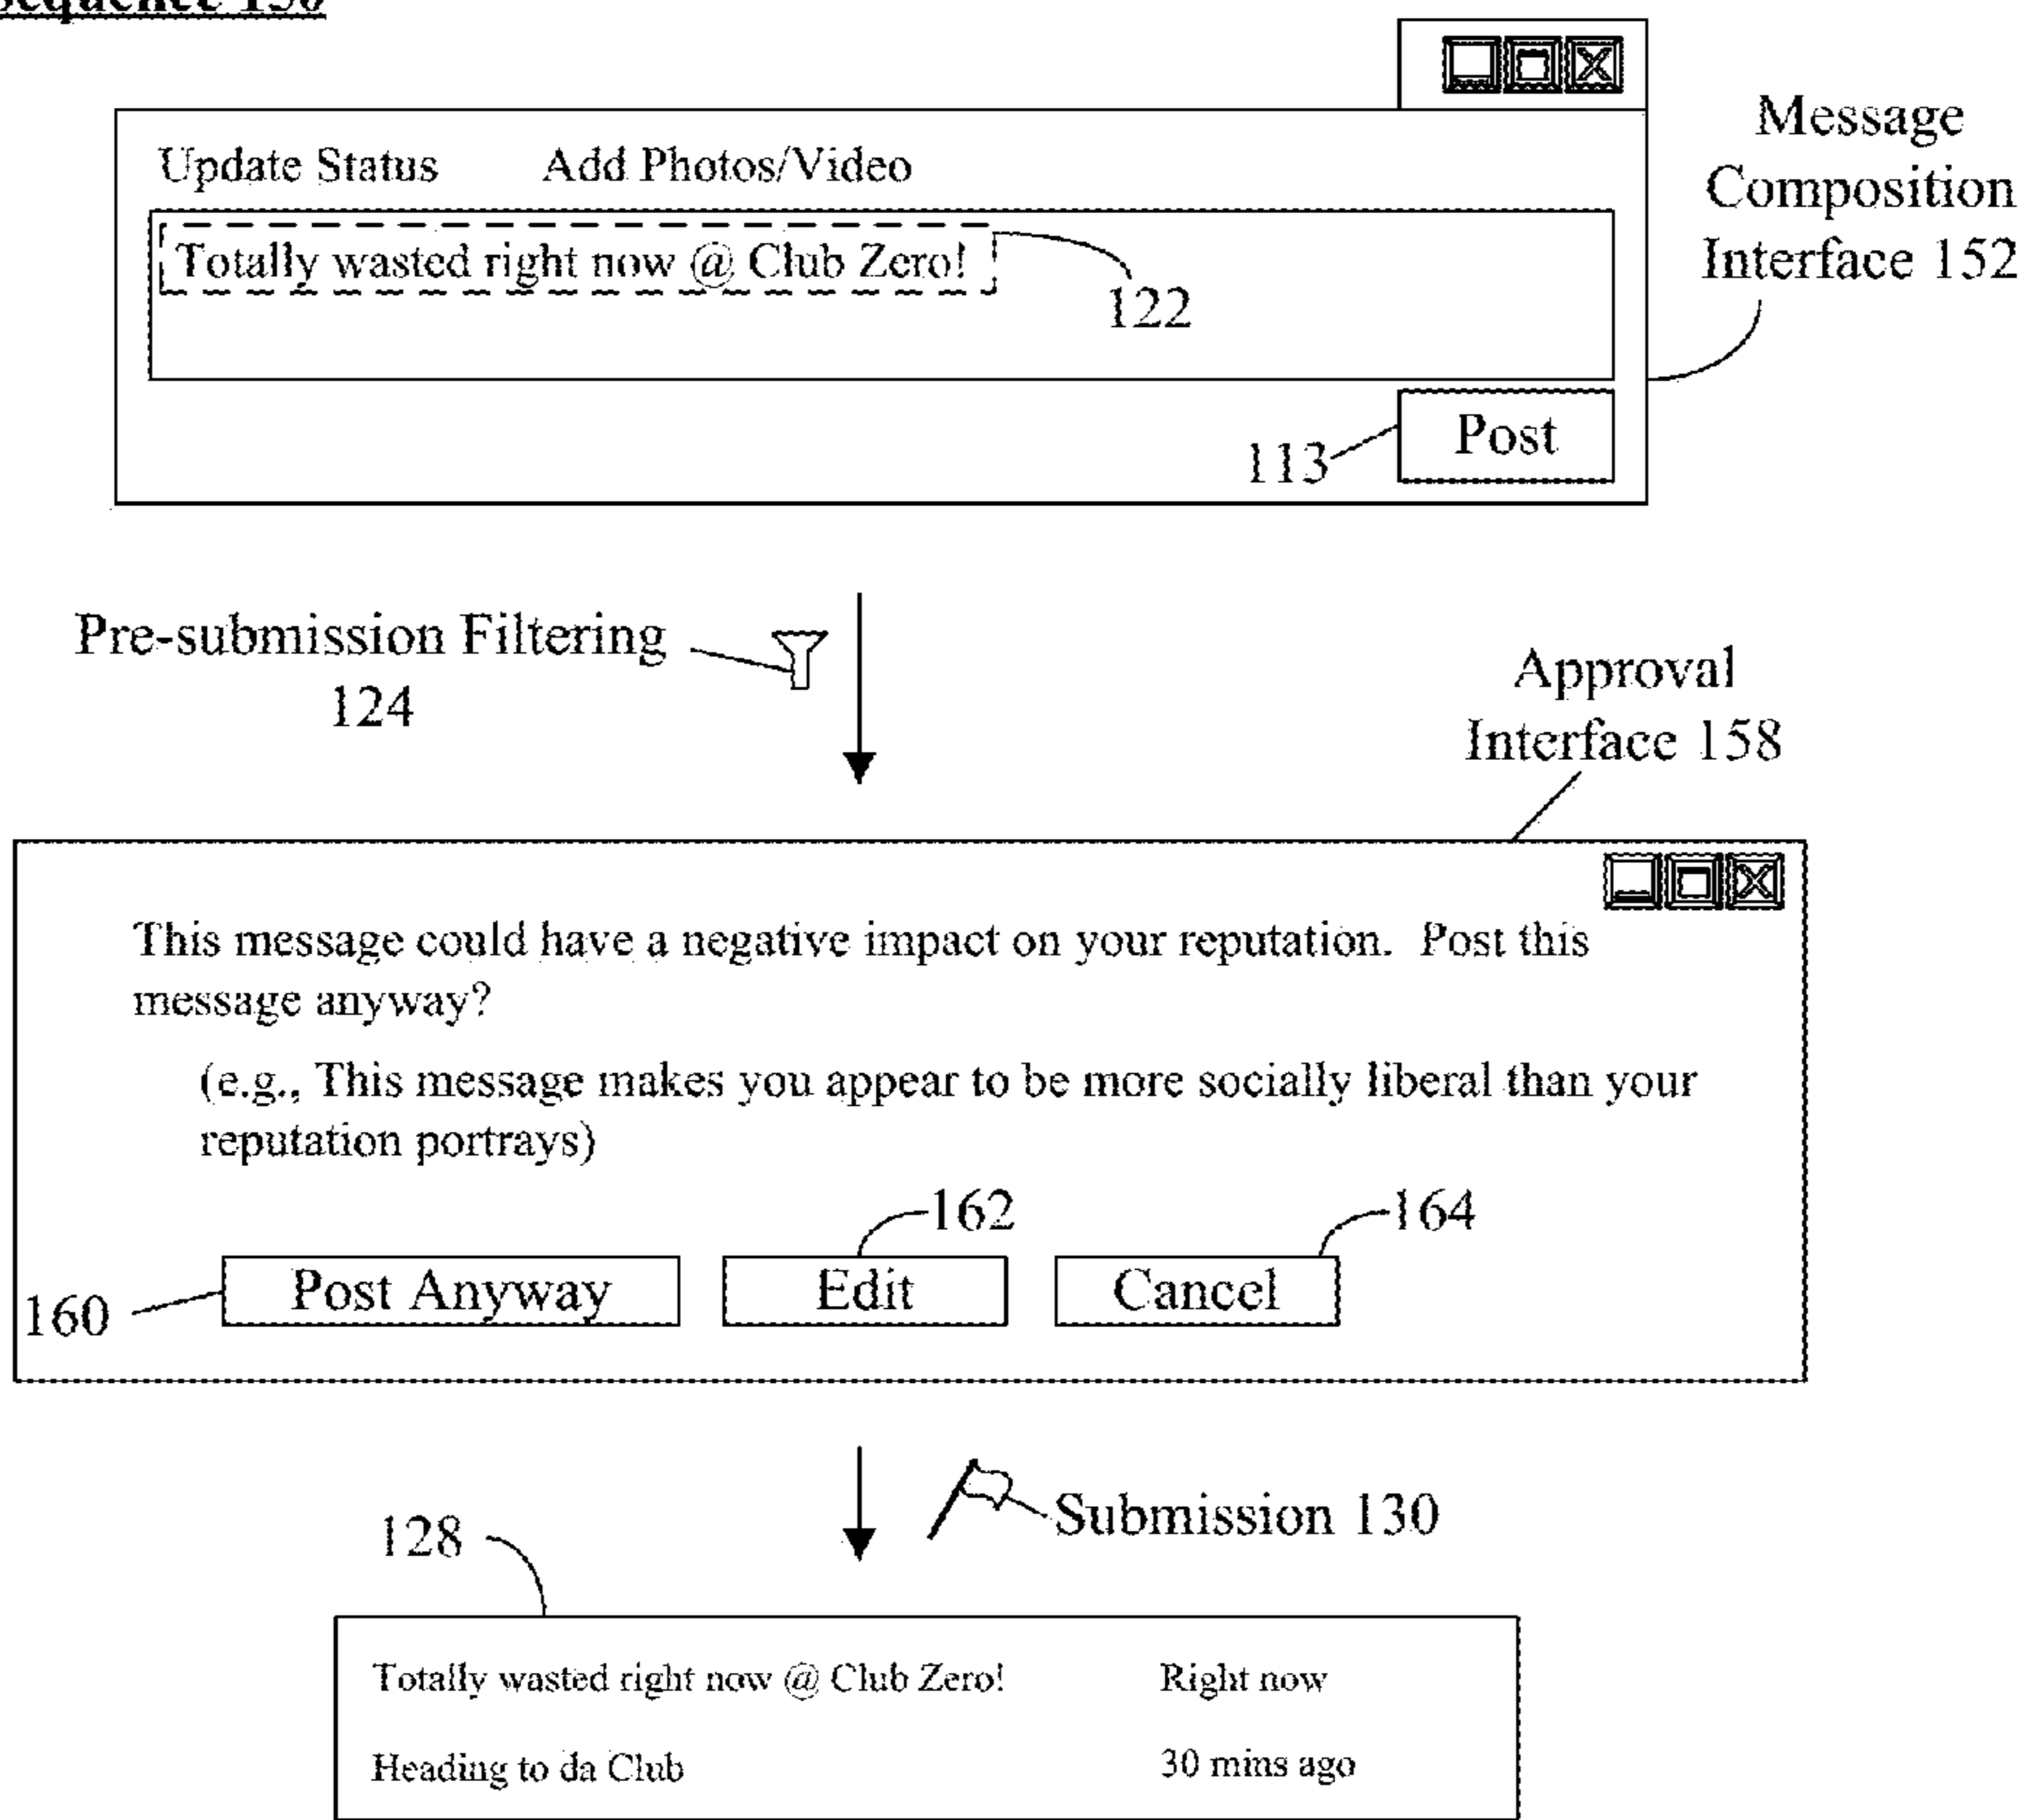 Message
Composition
Interface 152
Update Status Add Photos/Video
Totally wasted right now @ Club Zero!
122
Post
113
Pre-submission Filtering
124
Approval
Interface 158
This message could have a negative impact on your reputation. Post this
message anyway?
(e.g., This message makes you appear to be more socially liberal than your
reputation portrays)
162
164
160
Post Anyway Edit Cancel
Submission 130
128
Totally wasted right now @ Club Zero! Right now
Heading to da Club 30 mins ago